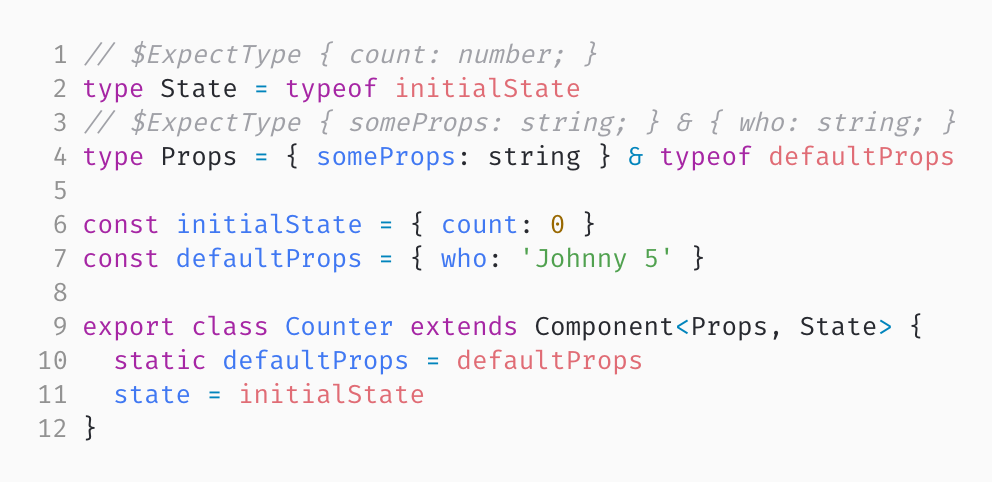 1 // $ExpectType { count: number; }
2 type State = typeof initialState
3 // $ExpectType { someProps: string; } & { who: string; }
4 type Props = { someProps: string } & typeof defaultProps
5
6 const initialState = { count: 0 }
7 const defaultProps = { who: 'Johnny 5' }
8
9 export class Counter extends Component<Props, State> {
10   static defaultProps = defaultProps
11   state = initialState
12 }